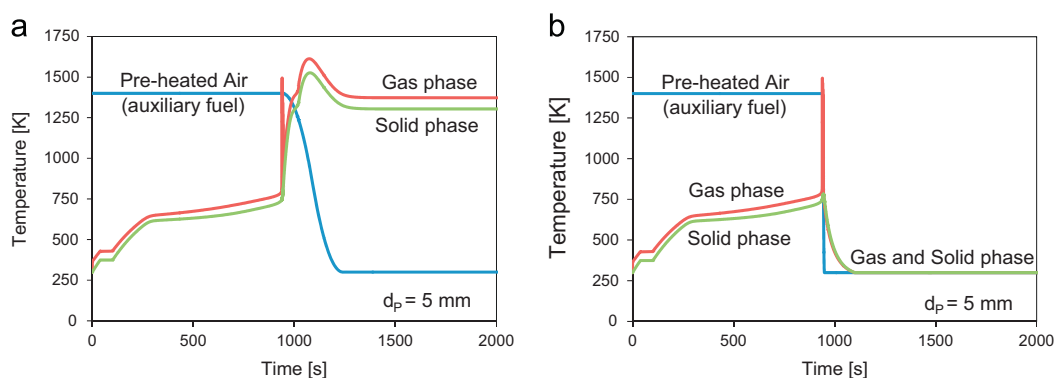 a
1750
1500
1250
1000
750
500
250
0
Temperature [K]
Pre-heated Air
(auxiliary fuel)
Gas phase
Solid phase
dP = 5 mm
0 500 1000 1500 2000
Time [s]
b
1750
1500
1250
1000
750
500
250
0
Temperature [K]
Pre-heated Air
(auxiliary fuel)
Gas phase
Solid phase
Gas and Solid phase
dP = 5 mm
0 500 1000 1500 2000
Time [s]